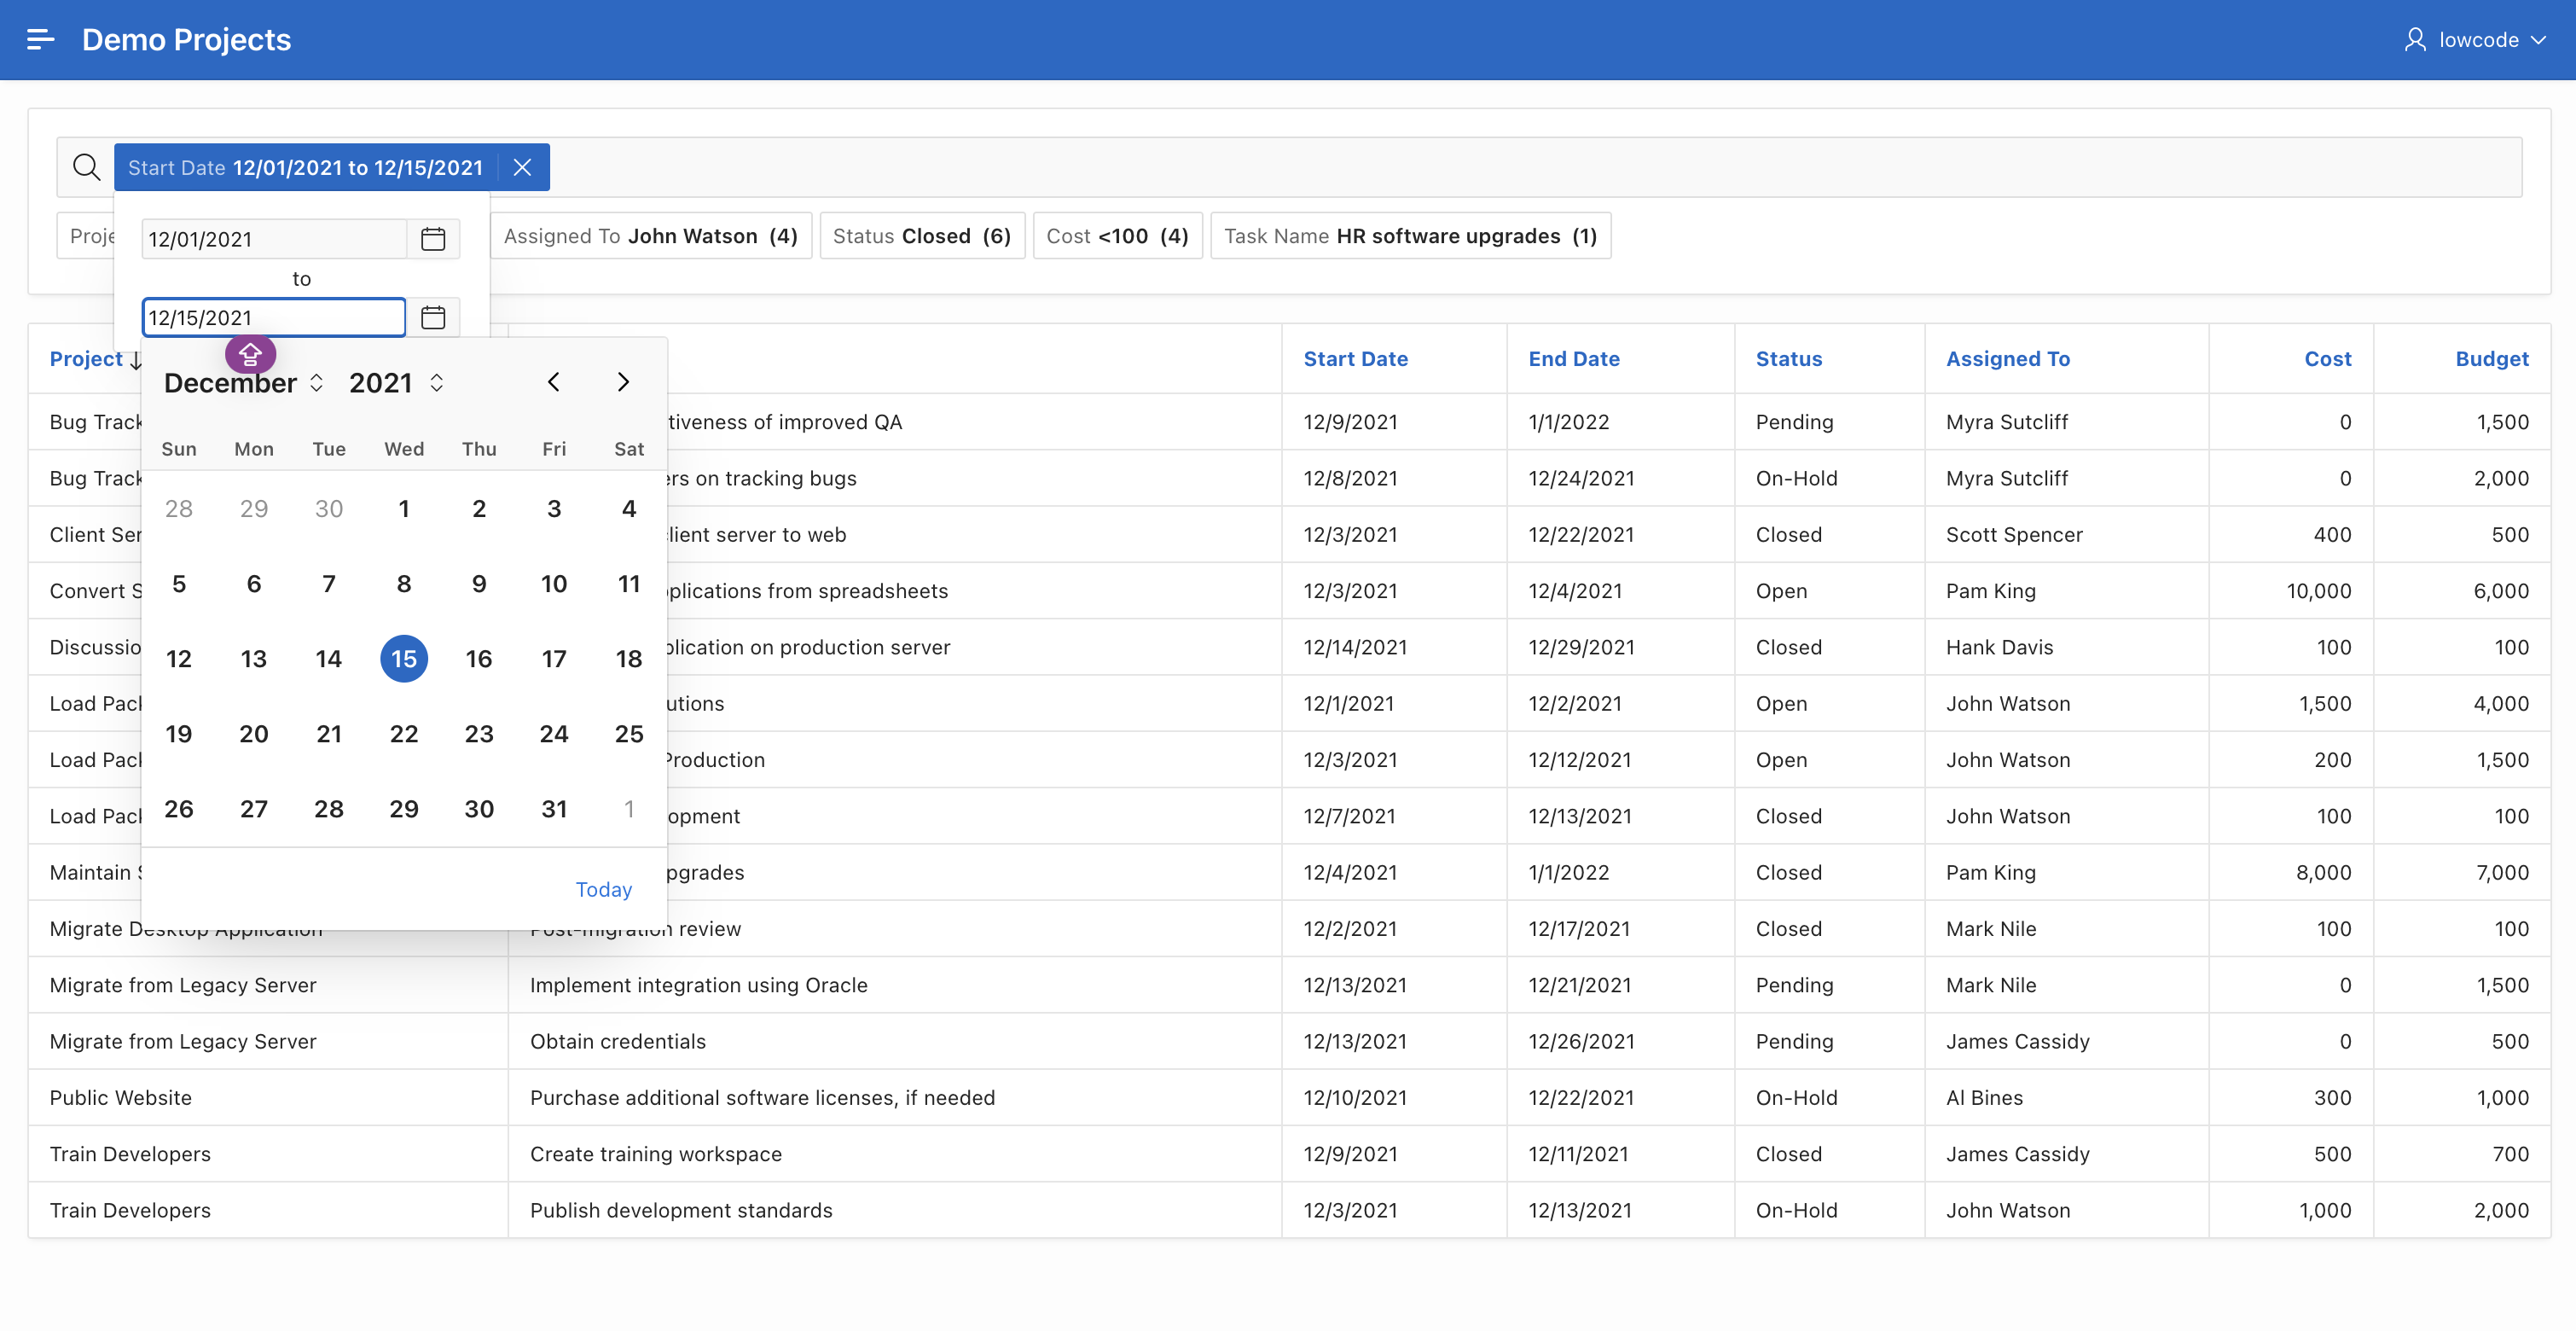 Demo Projects
lowcode
Start Date 12/01/2021 to 12/15/2021
12/01/2021
Assigned To John Watson (4)
Status Closed (6)
Cost <100 (4)
Task Name HR software upgrades (1)
to
12/15/2021
Project
Start Date
End Date
Status
Assigned To
Cost
Budget
December 2021
Sun Mon Tue Wed Thu Fri Sat
28 29 30 1 2 3 4
5 6 7 8 9 10 11
12 13 14 15 16 17 18
19 20 21 22 23 24 25
26 27 28 29 30 31 1
Today
Bug of improved QA 12/9/2021 1/1/2022 Pending Myra Sutcliff 0 1,500
Bug on tracking bugs 12/8/2021 12/24/2021 On-Hold Myra Sutcliff 0 2,000
Client server to web 12/3/2021 12/22/2021 Closed Scott Spencer 400 500
Convert from spreadsheets 12/3/2021 12/4/2021 Open Pam King 10,000 6,000
on production server 12/14/2021 12/29/2021 Closed Hank Davis 100 100
Load 12/1/2021 12/2/2021 Open John Watson 1,500 4,000
Load Production 12/3/2021 12/12/2021 Open John Watson 200 1,500
Load 12/7/2021 12/13/2021 Closed John Watson 100 100
Maintain 12/4/2021 1/1/2022 Closed Pam King 8,000 7,000
Migrate Desktop Application Post-migration review 12/2/2021 12/17/2021 Closed Mark Nile 100 100
Migrate from Legacy Server Implement integration using Oracle 12/13/2021 12/21/2021 Pending Mark Nile 0 1,500
Migrate from Legacy Server Obtain credentials 12/13/2021 12/26/2021 Pending James Cassidy 0 500
Public Website Purchase additional software licenses, if needed 12/10/2021 12/22/2021 On-Hold Al Bines 300 1,000
Train Developers Create training workspace 12/9/2021 12/11/2021 Closed James Cassidy 500 700
Train Developers Publish development standards 12/3/2021 12/13/2021 On-Hold John Watson 1,000 2,000